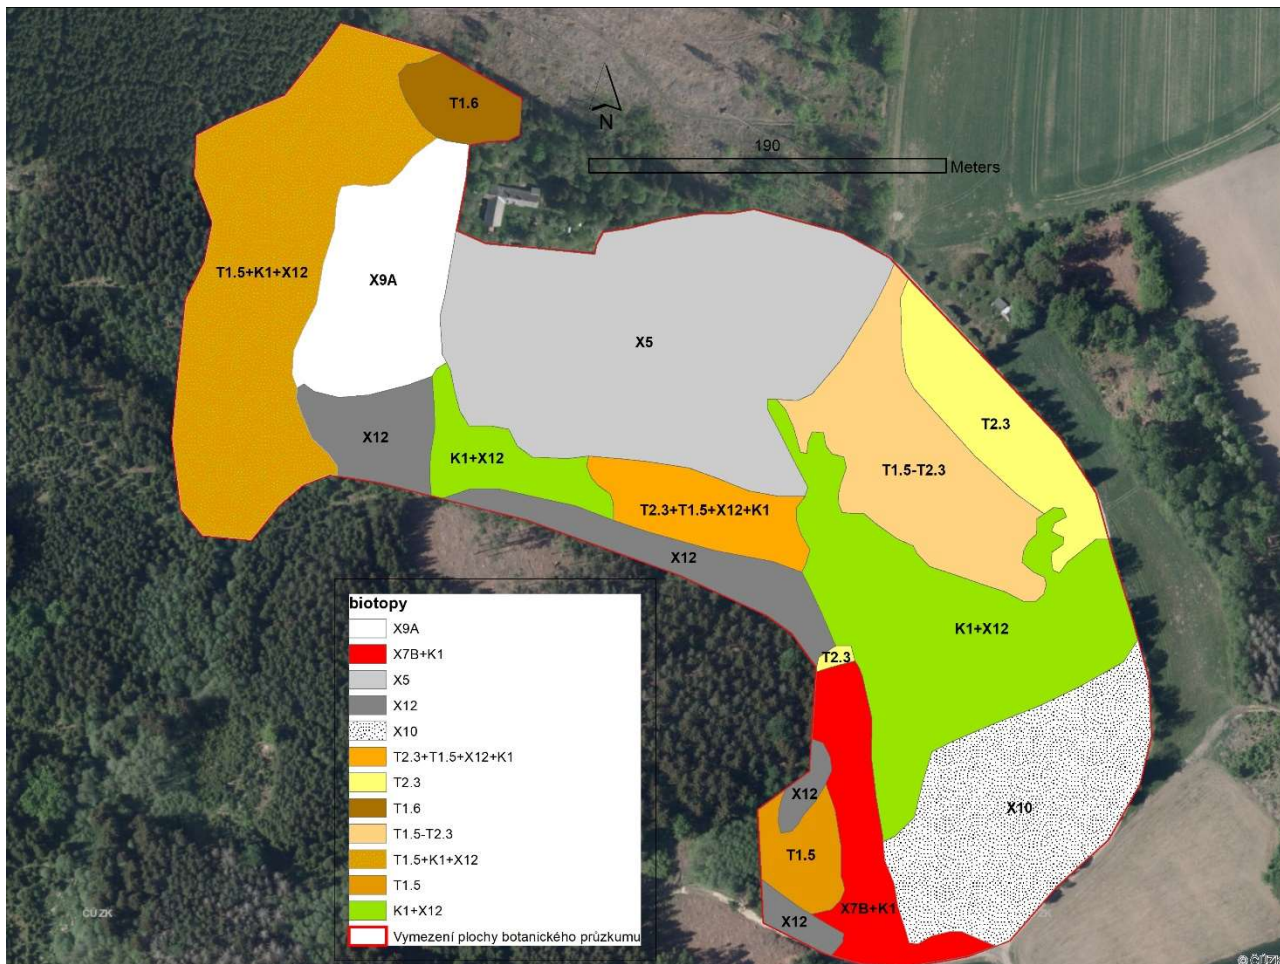 T1.6
N
190
Meters
T1.5+K1+X12
X9A
X5
T2.3
X12
K1+X12
T1.5-T2.3
T2.3+T1.5+X12+K1
X12
K1+X12
T2.3
X12
X10
T1.5
X7B+K1
X12
biotopy
X9A
X7B+K1
X5
X12
X10
T2.3+T1.5+X12+K1
T2.3
T1.6
T1.5-T2.3
T1.5+K1+X12
T1.5
K1+X12
Vymezení plochy botanického průzkumu
ČÚZK
© ČÚZK